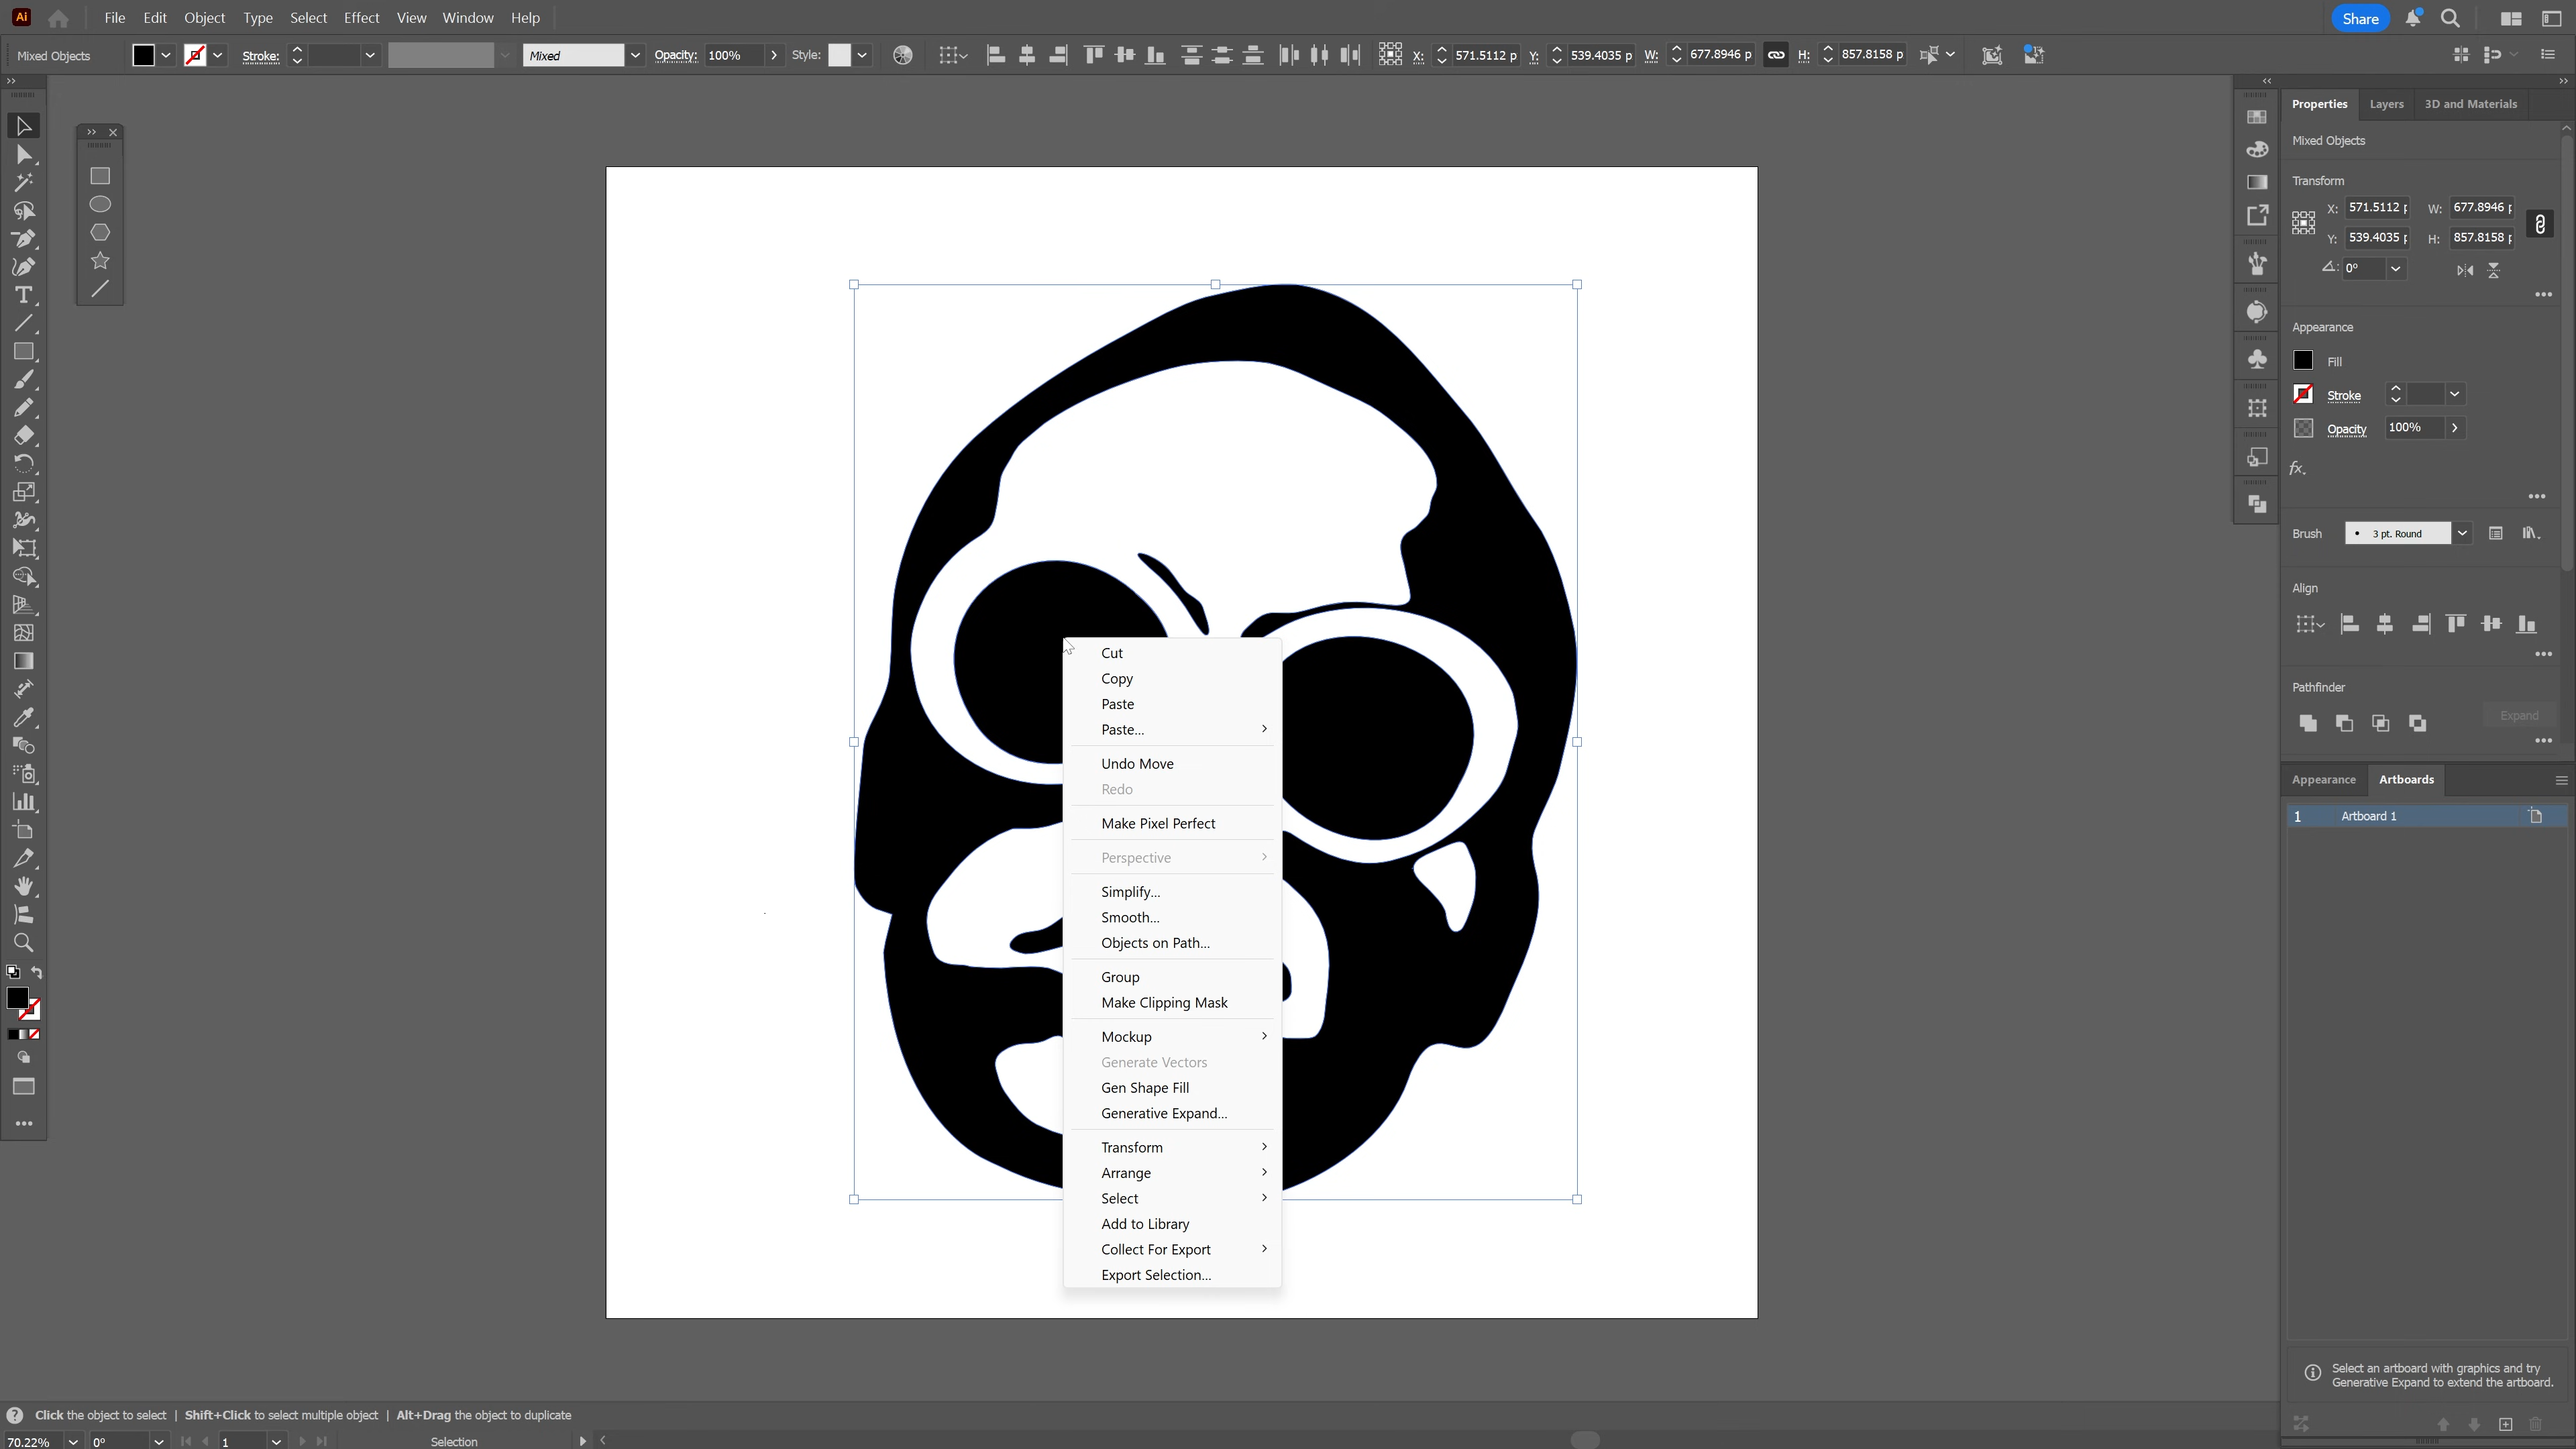 Ai File Edit Object Type Select Effect View Window Help Share
Mixed Objects Stroke: Mixed Opacity: 100% Style: X: 571.5112 p Y: 539.4035 p W: 677.8946 p H: 857.8158 p
Properties Layers 3D and Materials
Mixed Objects
Transform
X: 571.5112 p W: 677.8946 p
Y: 539.4035 p H: 857.8158 p
0°
Appearance
Fill
Stroke
Opacity 100%
fx.
Brush 3 pt. Round
Align
Pathfinder
Expand
Appearance Artboards
1 Artboard 1
Select an artboard with graphics and try
Generative Expand to extend the artboard.
Cut
Copy
Paste
Paste...
Undo Move
Redo
Make Pixel Perfect
Perspective
Simplify...
Smooth...
Objects on Path...
Group
Make Clipping Mask
Mockup
Generate Vectors
Gen Shape Fill
Generative Expand...
Transform
Arrange
Select
Add to Library
Collect For Export
Export Selection...
Click the object to select | Shift+Click to select multiple object | Alt+Drag the object to duplicate
70.22% 0° 1 Selection